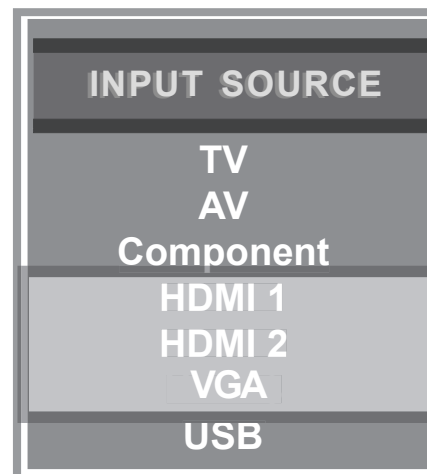 INPUT SOURCE
TV
AV
Component
HDMI 1
HDMI 2
VGA
USB